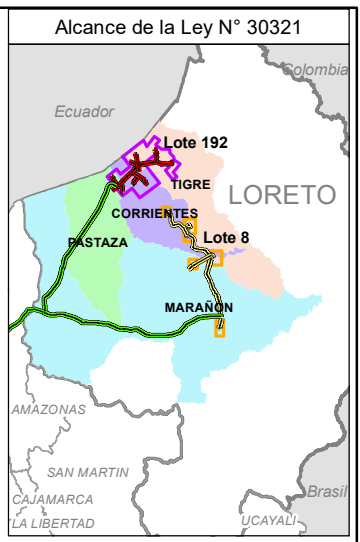 Alcance de la Ley N° 30321
Colombia
Ecuador
Lote 192
TIGRE
LORETO
CORRIENTES
PASTAZA
Lote 8
MARAÑON
AMAZONAS
SAN MARTIN
CAJAMARCA
LA LIBERTAD
UCAYALI
Brasil